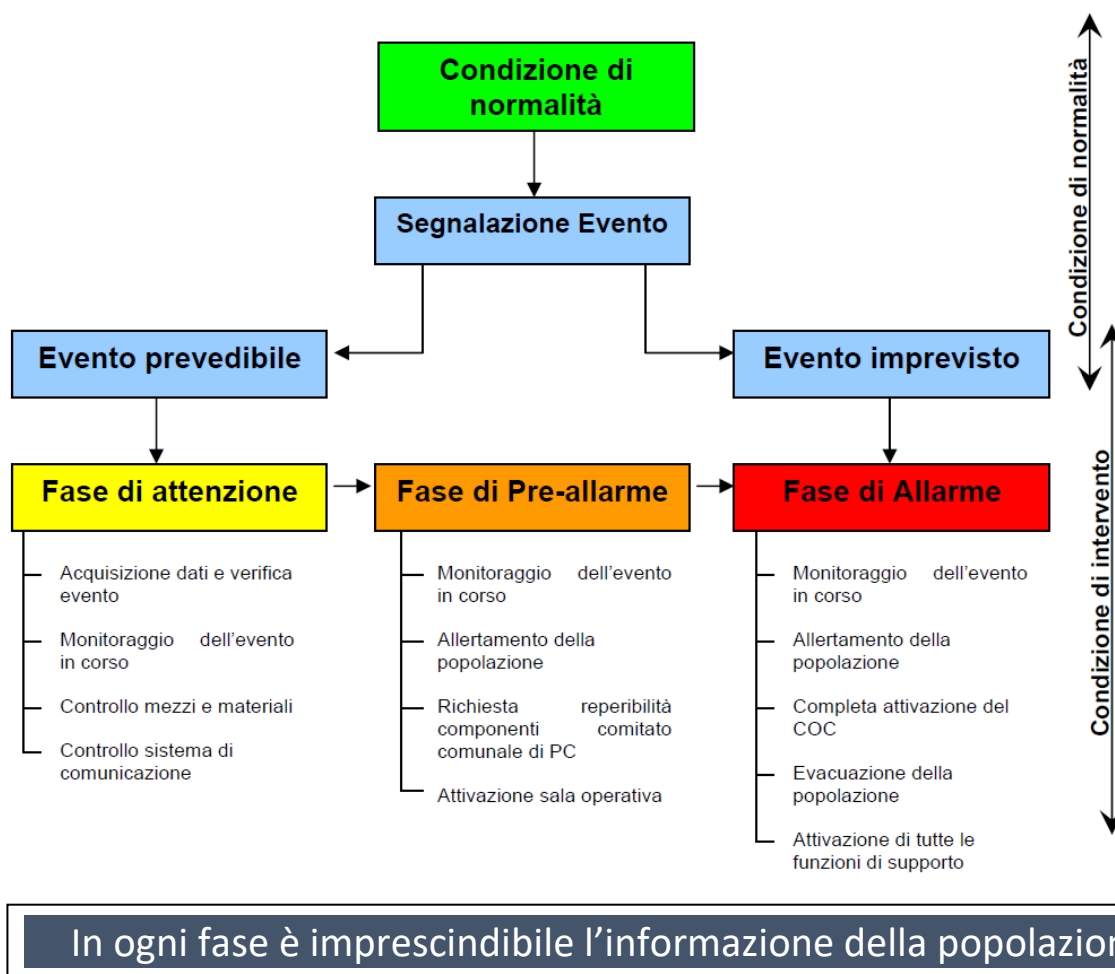 Condizione di
normalità
Segnalazione Evento
Evento prevedibile
Evento imprevisto
Fase di attenzione
Fase di Pre-allarme
Fase di Allarme
Acquisizione dati e verifica
evento
Monitoraggio dell'evento
in corso
Controllo mezzi e materiali
Controllo sistema di
comunicazione
Monitoraggio dell'evento
in corso
Allertamento della
popolazione
Richiesta reperibilità
componenti comitato
comunale di PC
Attivazione sala operativa
Monitoraggio dell'evento
in corso
Allertamento della
popolazione
Completa attivazione del
COC
Evacuazione della
popolazione
Attivazione di tutte le
funzioni di supporto
Condizione di normalità
Condizione di intervento
In ogni fase è imprescindibile l'informazione della